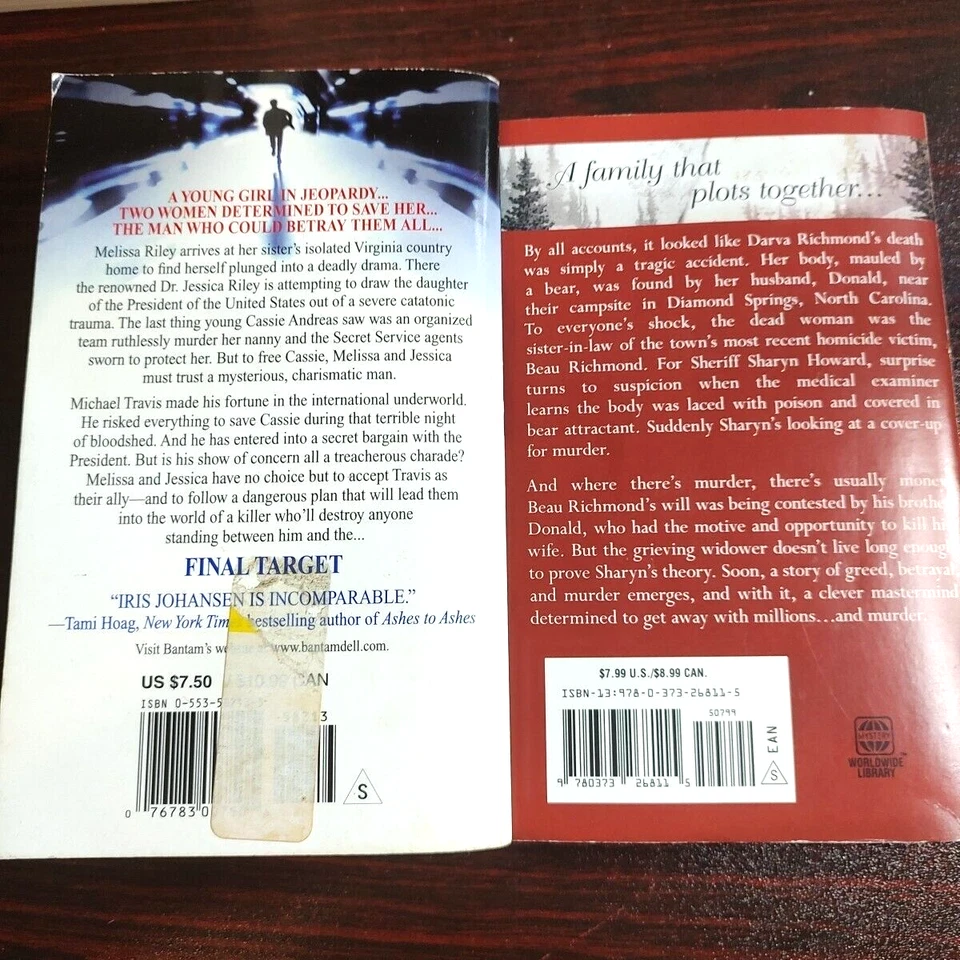 A YOUNG GIRL IN JEOPARDY...
TWO WOMEN DETERMINED TO SAVE HER...
THE MAN WHO COULD BETRAY THEM ALL...
Melissa Riley arrives at her sister's isolated Virginia country
home to find herself plunged into a deadly drama. There
the renowned Dr. Jessica Riley is attempting to draw the daughter
of the President of the United States out of a severe catatonic
trauma. The last thing young Cassie Andreas saw was an organized
team ruthlessly murder her nanny and the Secret Service agents
sworn to protect her. But to free Cassie, Melissa and Jessica
must trust a mysterious, charismatic man.
Michael Travis made his fortune in the international underworld.
He risked everything to save Cassie during that terrible night
of bloodshed. And he has entered into a secret bargain with the
President. But is his show of concern all a treacherous charade?
Melissa and Jessica have no choice but to accept Travis as
their ally—and to follow a dangerous plan that will lead them
into the world of a killer who'll destroy anyone
standing between him and the...
FINAL TARGET
"IRIS JOHANSEN IS INCOMPARABLE."
—Tami Hoag, New York Times bestselling author of Ashes to Ashes
Visit Bantam's we www.bantamdell.com.
US $7.50 / $10.99 CAN
ISBN 0-553-5
0 76783 0
S
A family that
plots together...
By all accounts, it looked like Darva Richmond's death
was simply a tragic accident. Her body, mauled by
a bear, was found by her husband, Donald, near
their campsite in Diamond Springs, North Carolina.
To everyone's shock, the dead woman was the
sister-in-law of the town's most recent homicide victim,
Beau Richmond. For Sheriff Sharyn Howard, surprise
turns to suspicion when the medical examiner
learns the body was laced with poison and covered in
bear attractant. Suddenly Sharyn's looking at a cover-up
for murder.
And where there's murder, there's usually money
Beau Richmond's will was being contested by his brothe
Donald, who had the motive and opportunity to kill hi
wife. But the grieving widower doesn't live long enoug
to prove Sharyn's theory. Soon, a story of greed, betrayal
and murder emerges, and with it, a clever mastermind
determined to get away with millions...and murder.
$7.99 U.S./$8.99 CAN.
ISBN-13:978-0-373-26811-5
50799
9 780373 26811 5
EAN
S
MYSTERY
WORLDWIDE
LIBRARY
TM